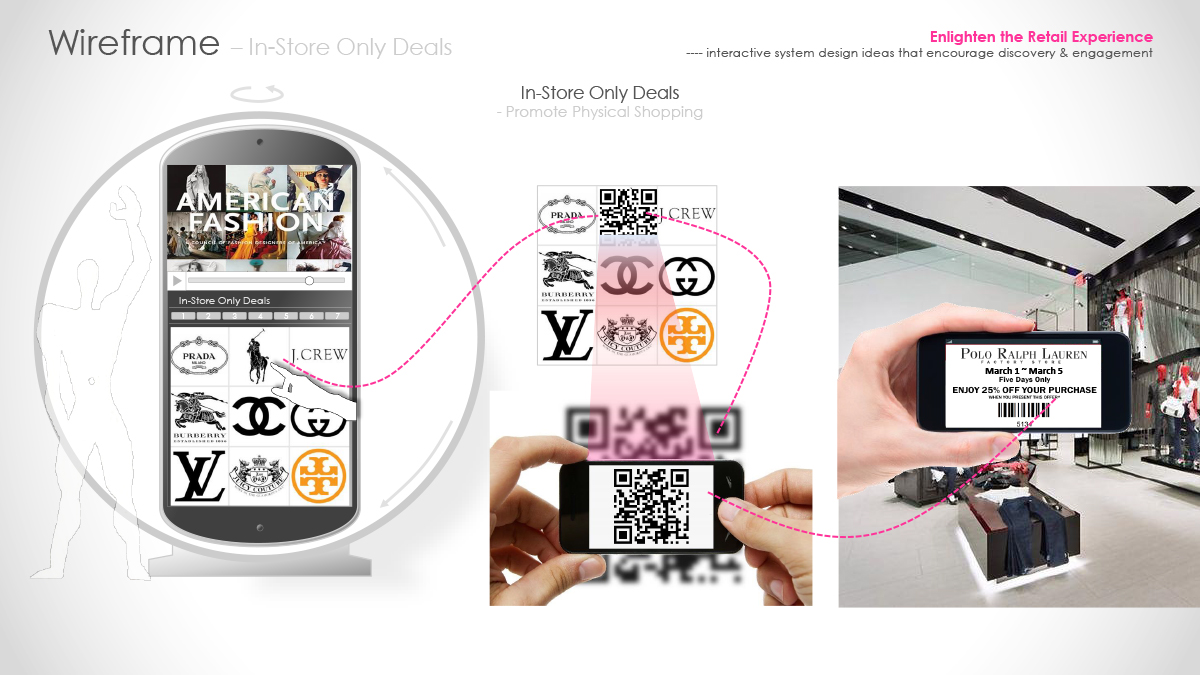 Wireframe – In-Store Only Deals
Enlighten the Retail Experience
---- interactive system design ideas that encourage discovery & engagement
In-Store Only Deals
- Promote Physical Shopping
AMERICAN
FASHION
COUNCIL OF FASHION DESIGNERS OF AMERICA
In-Store Only Deals
1 2 3 4 5 6 7
PRADA
MILANO
J.CREW
BURBERRY
ESTABLISHED 1856
LV
JUICY COUTURE
PRADA
MILANO
J.CREW
BURBERRY
ESTABLISHED 1856
LV
JUICY COUTURE
POLO RALPH LAUREN
FACTORY STORE
March 1 ~ March 5
Five Days Only
ENJOY 25% OFF YOUR PURCHASE
WHEN YOU PRESENT THIS OFFER*